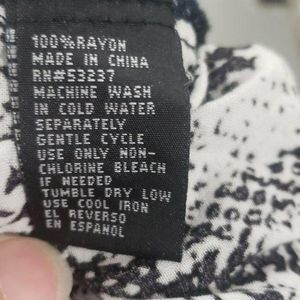 100%RAYON
MADE IN CHINA
RN#53237
MACHINE WASH
IN COLD WATER
SEPARATELY
GENTLE CYCLE
USE ONLY NON-
CHLORINE BLEACH
IF NEEDED
TUMBLE DRY LOW
USE COOL IRON
EL REVERSO
EN ESPANOL